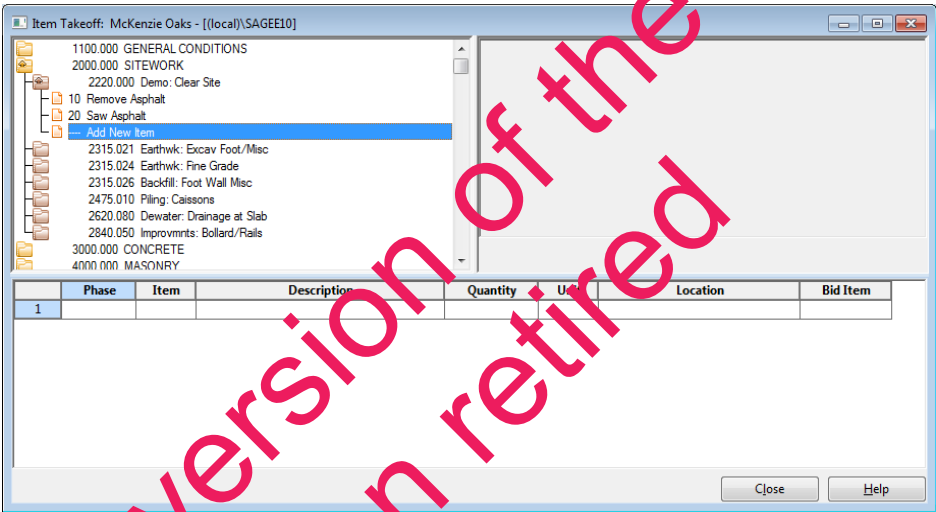 Item Takeoff: McKenzie Oaks - [(local)\SAGEE10]
1100.000 GENERAL CONDITIONS
2000.000 SITEWORK
2220.000 Demo: Clear Site
10 Remove Asphalt
20 Saw Asphalt
--- Add New Item
2315.021 Earthwk: Excav Foot/Misc
2315.024 Earthwk: Fine Grade
2315.026 Backfill: Foot Wall Misc
2475.010 Piling: Caissons
2620.080 Dewater: Drainage at Slab
2840.050 Improvmnts: Bollard/Rails
3000.000 CONCRETE
4000.000 MASONRY
Phase Item Description Quantity Location Bid Item
1
Close Help
version of the
retired